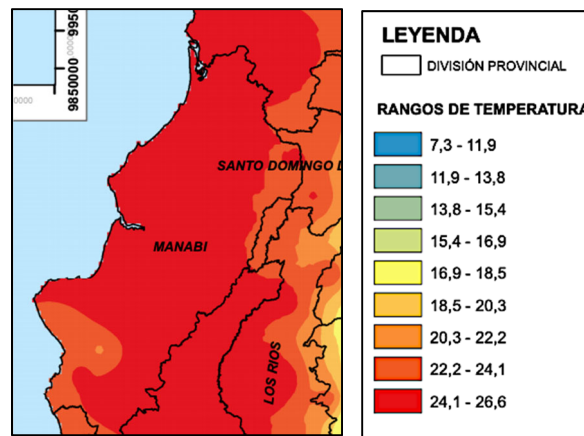 9850000
0000
SANTO DOMINGO D
MANABI
LOS RIOS
LEYENDA
DIVISIÓN PROVINCIAL
RANGOS DE TEMPERATURA
7,3 - 11,9
11,9 - 13,8
13,8 - 15,4
15,4 - 16,9
16,9 - 18,5
18,5 - 20,3
20,3 - 22,2
22,2 - 24,1
24,1 - 26,6